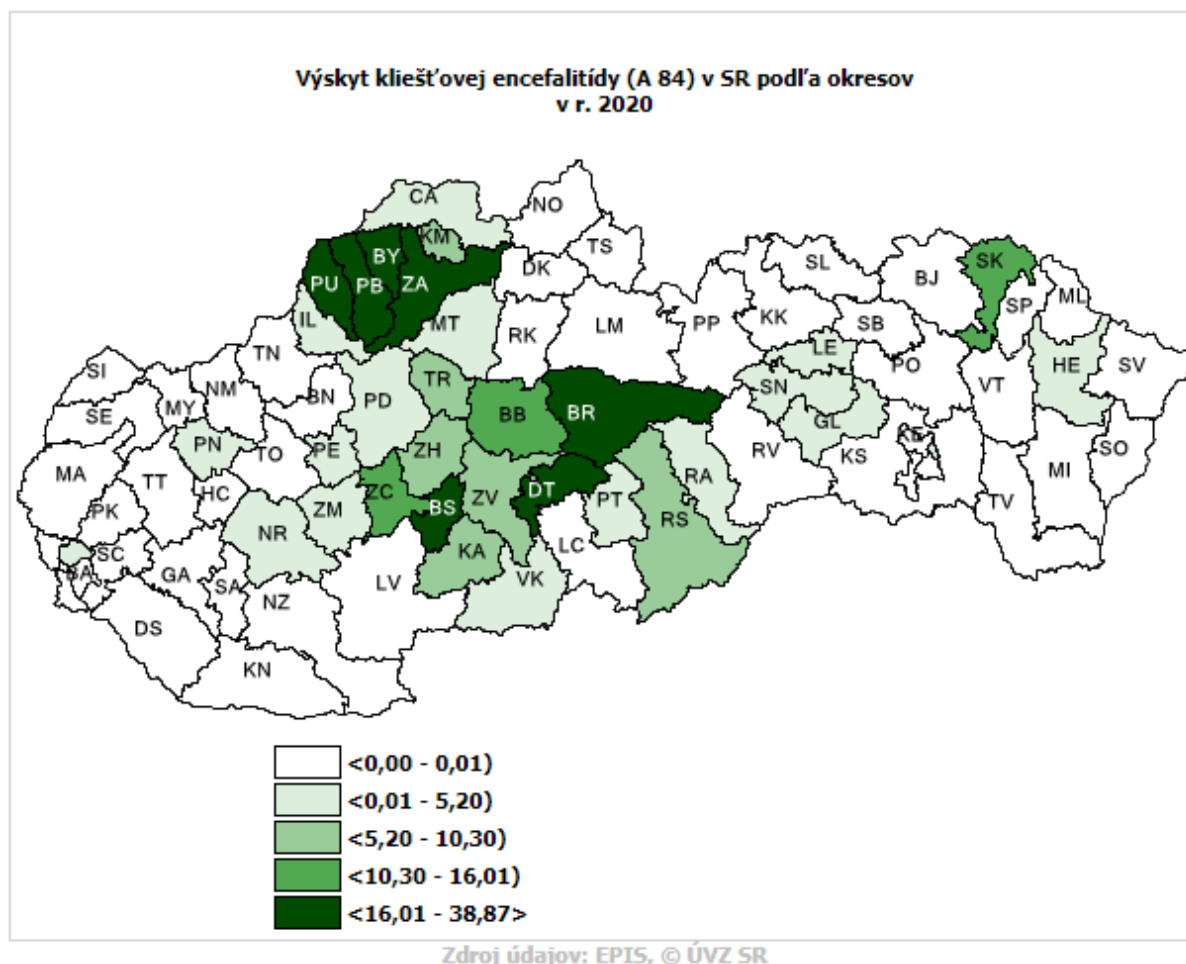 Výskyt kliešťovej encefalitídy (A 84) v SR podľa okresov
v r. 2020
CA
NO
KM
TS
BY
DK
PU
PB
ZA
IL
MT
RK
LM
PP
SL
KK
BJ
SK
SP
ML
SB
LE
PO
VT
HE
SV
TN
SI
SE
MY
NM
BN
PD
TR
BB
BR
SN
GL
KE
KS
RV
MI
SO
TV
PN
TO
PE
ZH
MA
TT
HC
PK
ZM
ZC
BS
ZV
DT
PT
RA
RS
NR
KA
LC
VK
LV
SC
BA
GA
SA
NZ
DS
KN
<0,00 - 0,01)
<0,01 - 5,20)
<5,20 - 10,30)
<10,30 - 16,01)
<16,01 - 38,87>
Zdroj údajov: EPIS, © ÚVZ SR